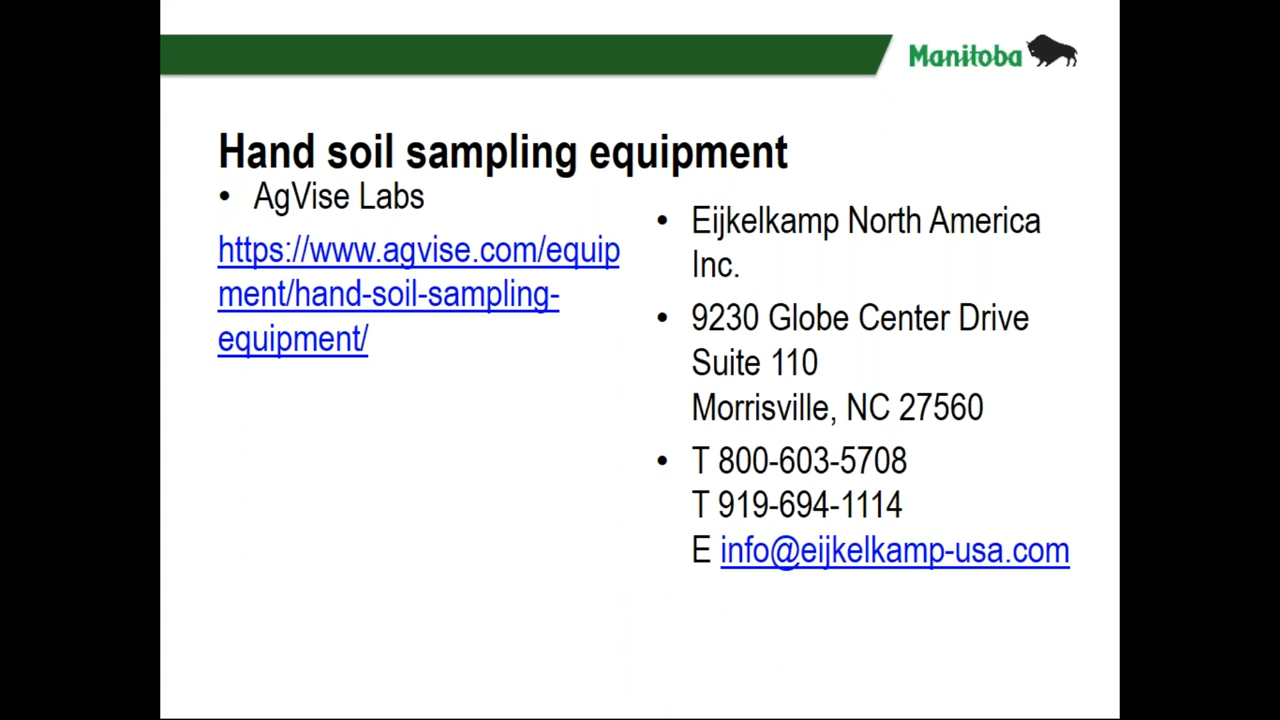 Manitoba
Hand soil sampling equipment
• AgVise Labs
https://www.agvise.com/equip
ment/hand-soil-sampling-
equipment/
• Eijkelkamp North America
Inc.
• 9230 Globe Center Drive
Suite 110
Morrisville, NC 27560
• T 800-603-5708
T 919-694-1114
E info@eijkelkamp-usa.com